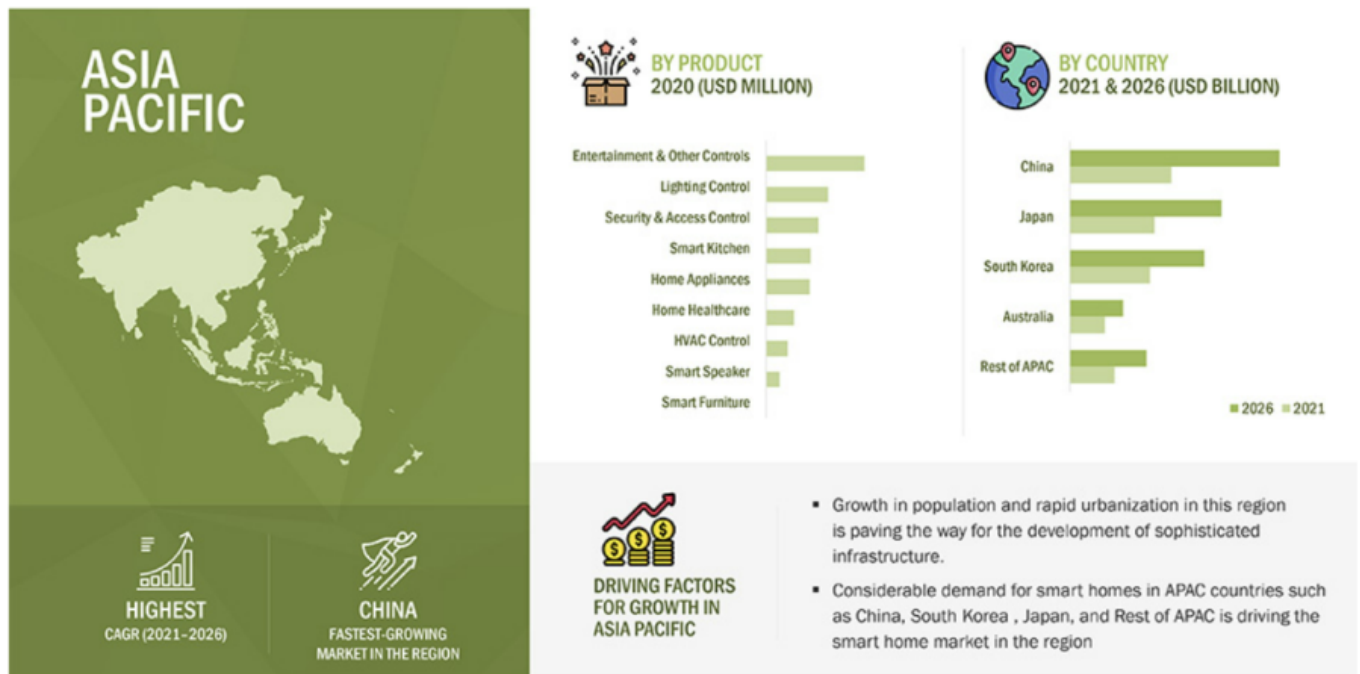 ASIA
PACIFIC
HIGHEST
CAGR (2021–2026)
CHINA
FASTEST-GROWING
MARKET IN THE REGION
BY PRODUCT
2020 (USD MILLION)
Entertainment & Other Controls
Lighting Control
Security & Access Control
Smart Kitchen
Home Appliances
Home Healthcare
HVAC Control
Smart Speaker
Smart Furniture
BY COUNTRY
2021 & 2026 (USD BILLION)
China
Japan
South Korea
Australia
Rest of APAC
2026 2021
DRIVING FACTORS
FOR GROWTH IN
ASIA PACIFIC
▪ Growth in population and rapid urbanization in this region
is paving the way for the development of sophisticated
infrastructure.
▪ Considerable demand for smart homes in APAC countries such
as China, South Korea , Japan, and Rest of APAC is driving the
smart home market in the region